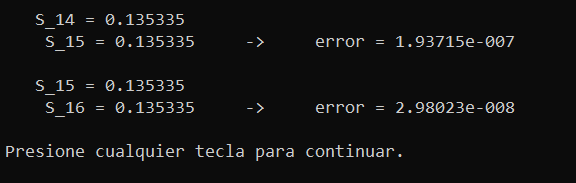 S_14 = 0.135335
S_15 = 0.135335 -> error = 1.93715e-007
S_15 = 0.135335
S_16 = 0.135335 -> error = 2.98023e-008
Presione cualquier tecla para continuar.